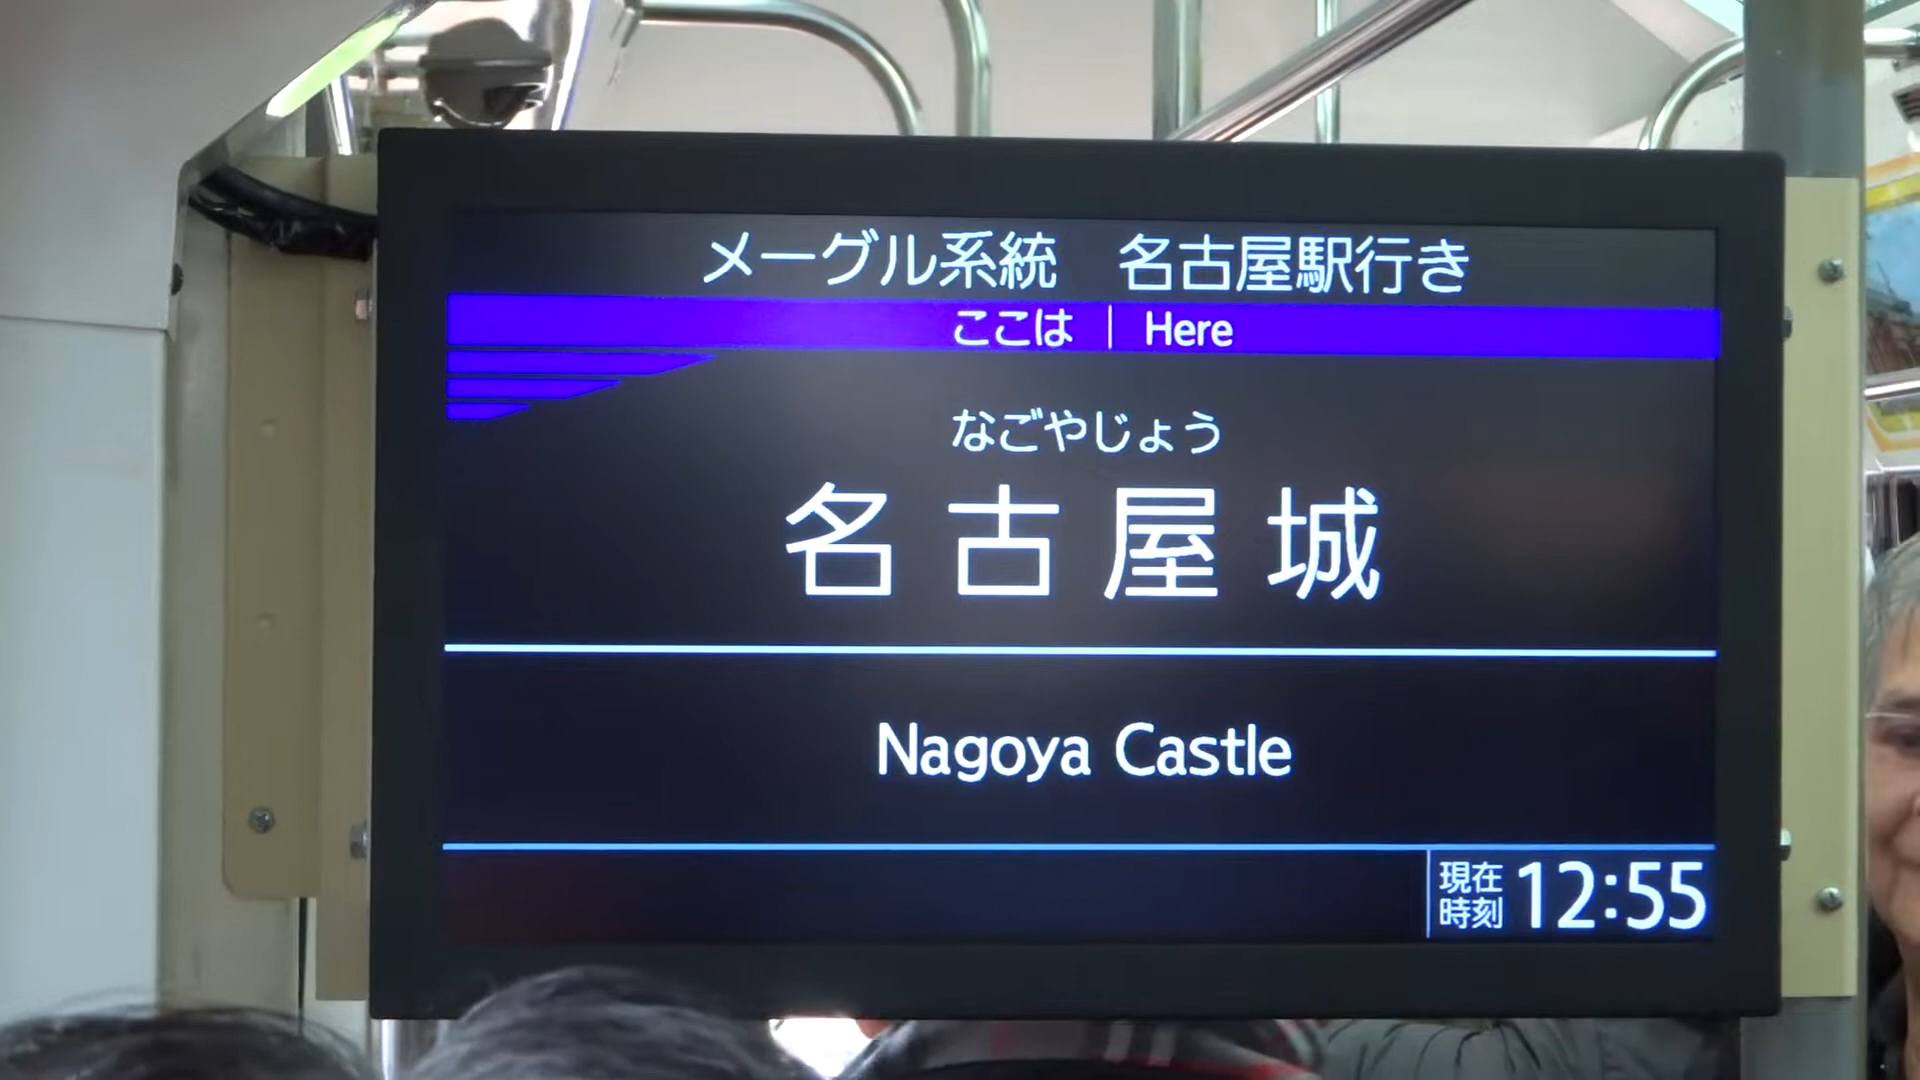 メーグル系統　名古屋駅行き
ここは | Here
なごやじょう
名古屋城
Nagoya Castle
現在時刻 12:55